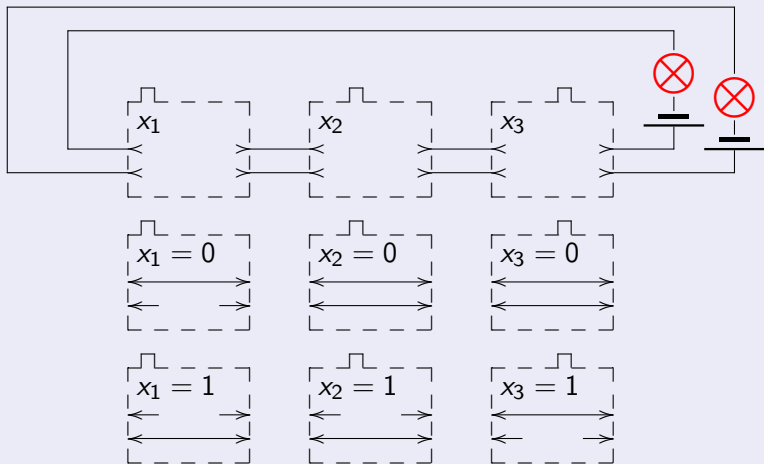 x₁ x₂ x₃
x₁ = 0 x₂ = 0 x₃ = 0
x₁ = 1 x₂ = 1 x₃ = 1